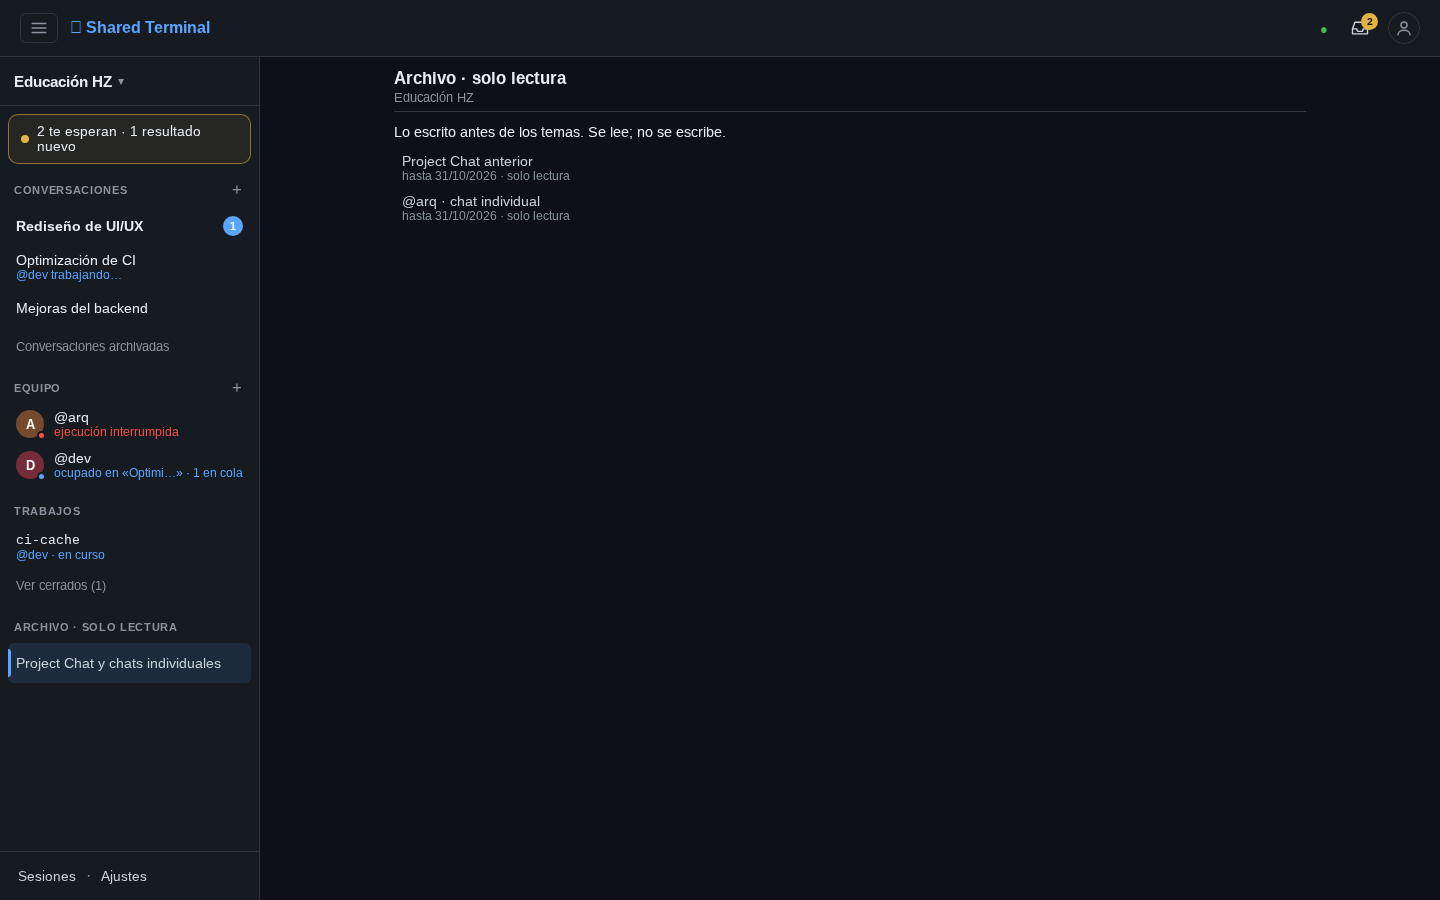 Shared Terminal
2
Educación HZ ▾
2 te esperan · 1 resultado
nuevo
CONVERSACIONES +
Rediseño de UI/UX 1
Optimización de CI
@dev trabajando…
Mejoras del backend
Conversaciones archivadas
EQUIPO +
A @arq
ejecución interrumpida
D @dev
ocupado en «Optimi…» · 1 en cola
TRABAJOS
ci-cache
@dev · en curso
Ver cerrados (1)
ARCHIVO · SOLO LECTURA
Project Chat y chats individuales
Sesiones · Ajustes
Archivo · solo lectura
Educación HZ
Lo escrito antes de los temas. Se lee; no se escribe.
Project Chat anterior
hasta 31/10/2026 · solo lectura
@arq · chat individual
hasta 31/10/2026 · solo lectura